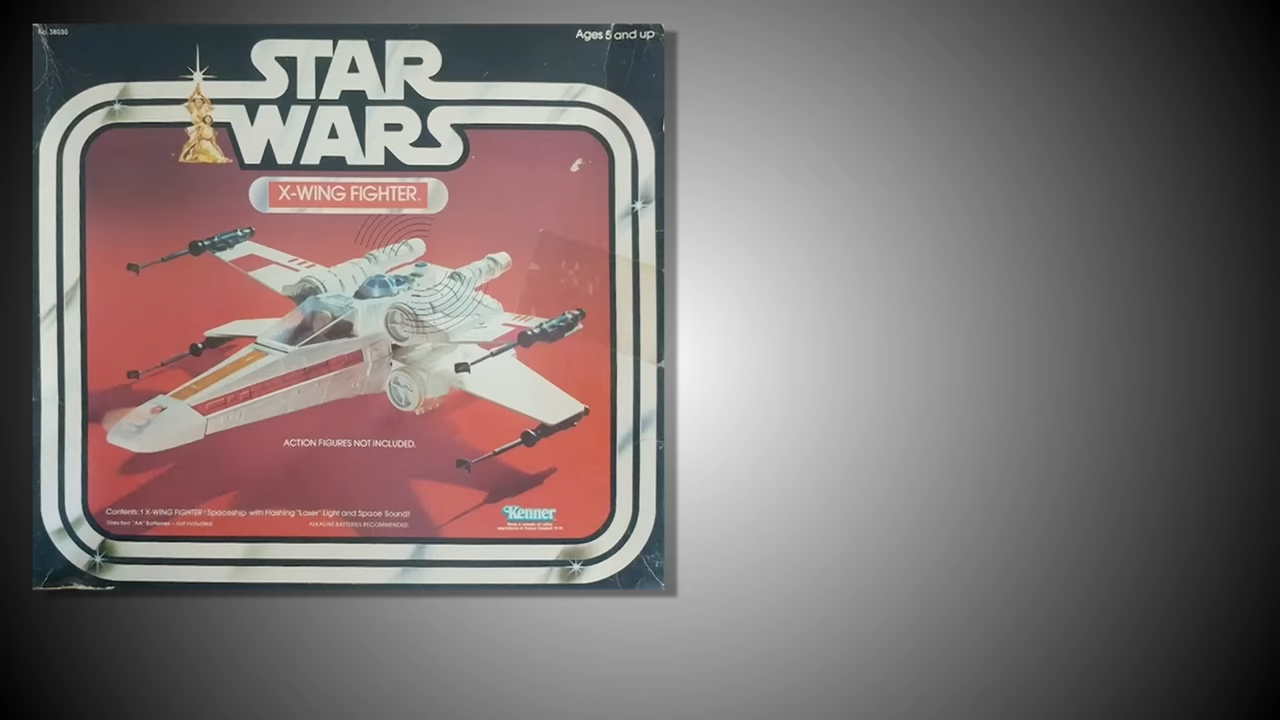 No. 38030
Ages 5 and up
STAR
WARS
X-WING FIGHTER
ACTION FIGURES NOT INCLUDED.
Contents: 1 X-WING FIGHTER Spaceship with Flashing "Laser" Light and Space Sound!
Uses two "AA" Batteries – not included
ALKALINE BATTERIES RECOMMENDED
Kenner